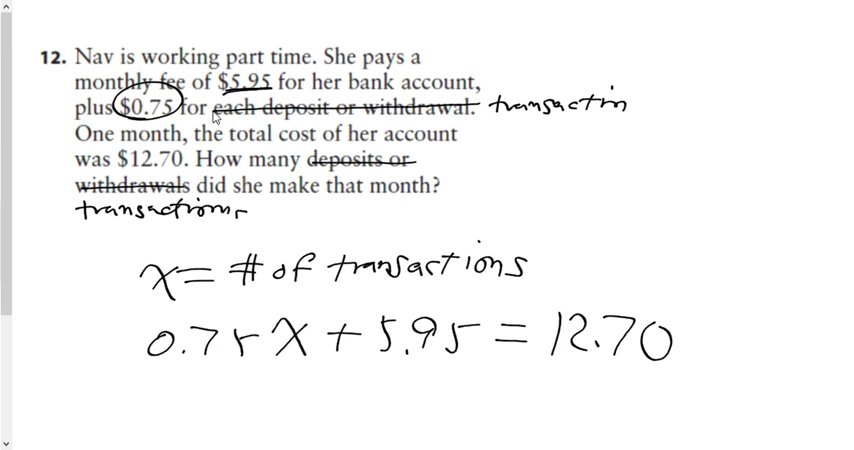 12. Nav is working part time. She pays a
monthly fee of $5.95 for her bank account,
plus $0.75 for each deposit or withdrawal. transactin
One month, the total cost of her account
was $12.70. How many deposits or
withdrawals did she make that month?
transactions
x = # of transactions
0.75x + 5.95 = 12.70